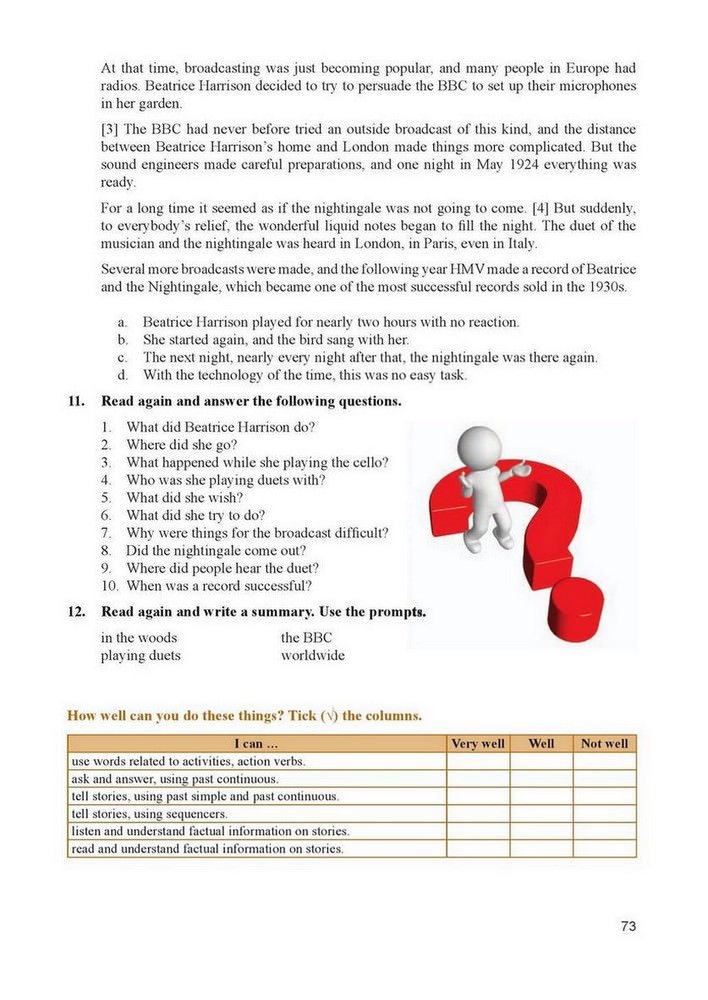 At that time, broadcasting was just becoming popular, and many people in Europe had
radios. Beatrice Harrison decided to try to persuade the BBC to set up their microphones
in her garden.
[3] The BBC had never before tried an outside broadcast of this kind, and the distance
between Beatrice Harrison's home and London made things more complicated. But the
sound engineers made careful preparations, and one night in May 1924 everything was
ready.
For a long time it seemed as if the nightingale was not going to come. [4] But suddenly,
to everybody's relief, the wonderful liquid notes began to fill the night. The duet of the
musician and the nightingale was heard in London, in Paris, even in Italy.
Several more broadcasts were made, and the following year HMV made a record of Beatrice
and the Nightingale, which became one of the most successful records sold in the 1930s.
a. Beatrice Harrison played for nearly two hours with no reaction.
b. She started again, and the bird sang with her.
c. The next night, nearly every night after that, the nightingale was there again.
d. With the technology of the time, this was no easy task.
11. Read again and answer the following questions.
1. What did Beatrice Harrison do?
2. Where did she go?
3. What happened while she playing the cello?
4. Who was she playing duets with?
5. What did she wish?
6. What did she try to do?
7. Why were things for the broadcast difficult?
8. Did the nightingale come out?
9. Where did people hear the duet?
10. When was a record successful?
12. Read again and write a summary. Use the prompts.
in the woods the BBC
playing duets worldwide
How well can you do these things? Tick (√) the columns.
I can ... Very well Well Not well
use words related to activities, action verbs.
ask and answer, using past continuous.
tell stories, using past simple and past continuous.
tell stories, using sequencers.
listen and understand factual information on stories.
read and understand factual information on stories.
73